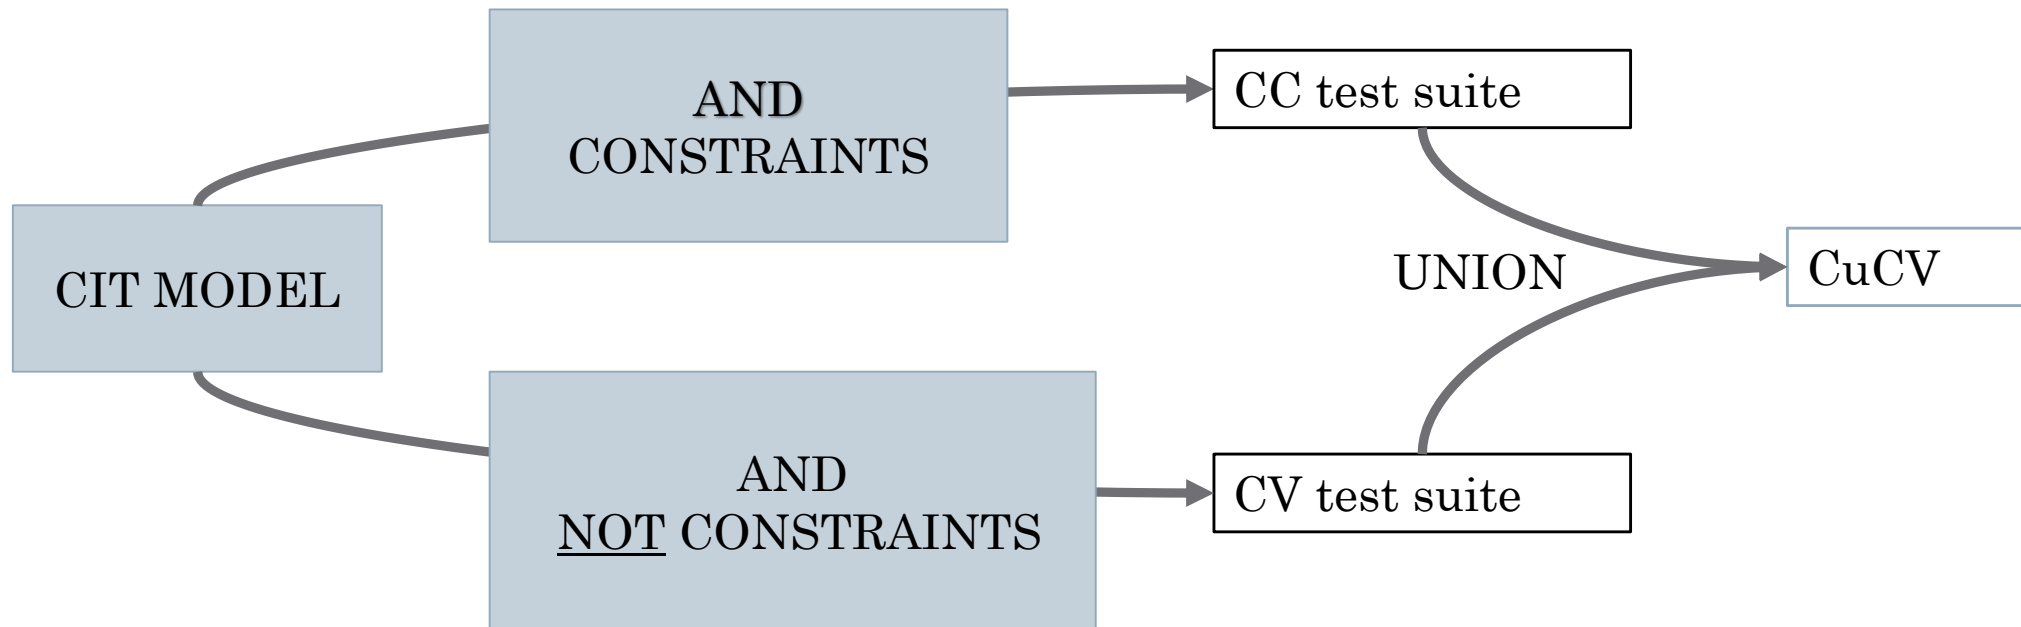 CIT MODEL
AND
CONSTRAINTS
CC test suite
AND
NOT CONSTRAINTS
CV test suite
UNION
CuCV